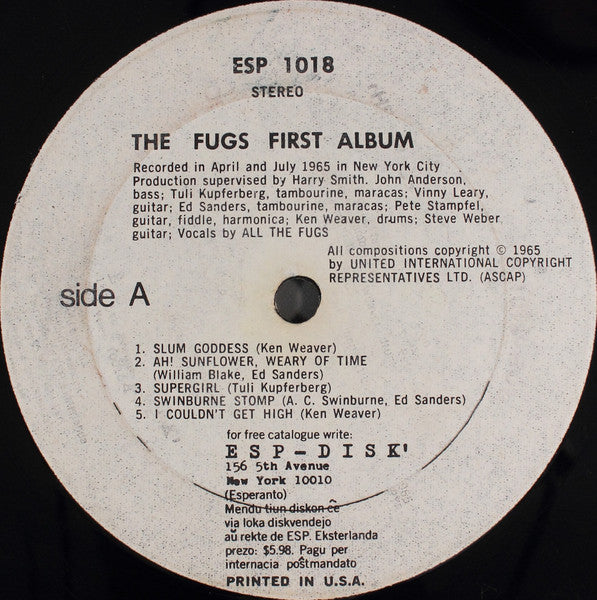 ESP 1018
STEREO
THE FUGS FIRST ALBUM
Recorded in April and July 1965 in New York City
Production supervised by Harry Smith. John Anderson,
bass; Tuli Kupferberg, tambourine, maracas; Vinny Leary,
guitar; Ed Sanders, tambourine, maracas; Pete Stampfel,
guitar, fiddle, harmonica; Ken Weaver, drums; Steve Weber
guitar; Vocals by ALL THE FUGS
All compositions copyright © 1965
by UNITED INTERNATIONAL COPYRIGHT
REPRESENTATIVES LTD. (ASCAP)
side A
1. SLUM GODDESS (Ken Weaver)
2. AH! SUNFLOWER, WEARY OF TIME
(William Blake, Ed Sanders)
3. SUPERGIRL (Tuli Kupferberg)
4. SWINBURNE STOMP (A. C. Swinburne, Ed Sanders)
5. I COULDN'T GET HIGH (Ken Weaver)
for free catalogue write:
ESP-DISK'
156 5th Avenue
New York 10010
(Esperanto)
Mendu tiun diskon ĉe
via loka diskvendejo
aŭ rekte de ESP. Eksterlanda
prezo: $5.98. Pagu per
internacia poŝtmandato
PRINTED IN U.S.A.